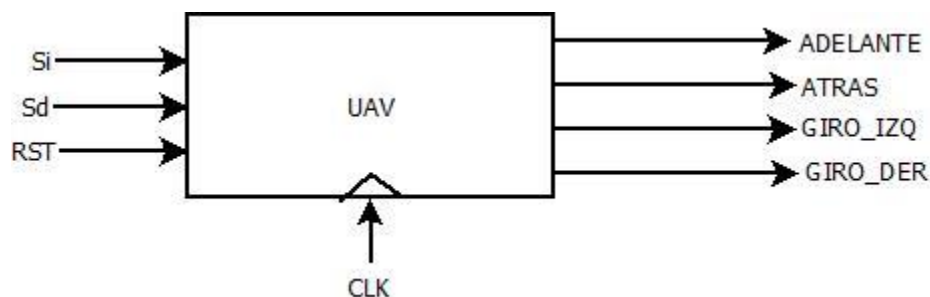 Si
Sd
RST
UAV
CLK
ADELANTE
ATRAS
GIRO_IZQ
GIRO_DER